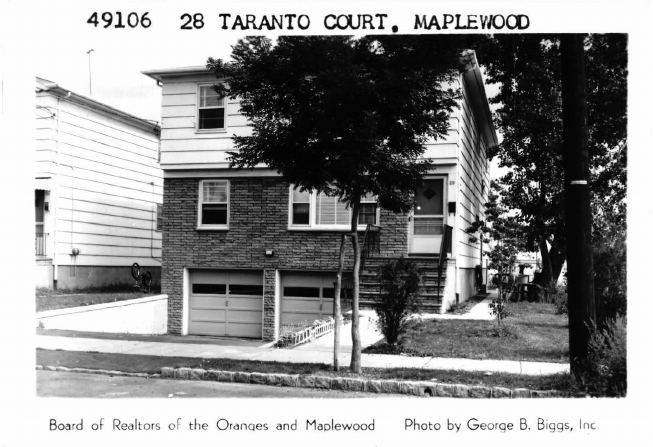 49106 28 TARANTO COURT, MAPLEWOOD
Board of Realtors of the Oranges and Maplewood Photo by George B. Biggs, Inc